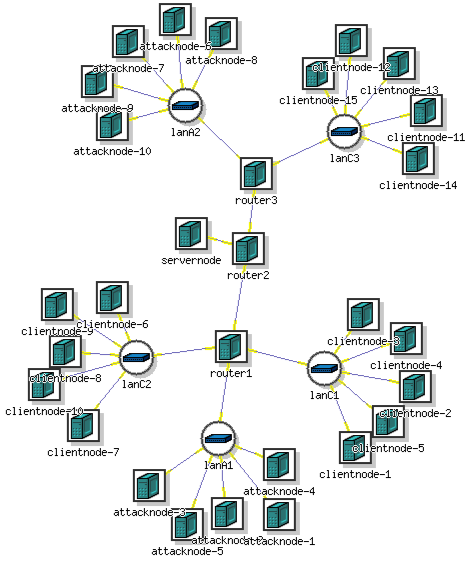 attacknode-6
attacknode-7
attacknode-8
clientnode-12
clientnode-13
attacknode-9
clientnode-15
lanA2
clientnode-11
attacknode-10
lanC3
clientnode-14
router3
servernode
router2
clientnode-6
clientnode-9
clientnode-3
clientnode-4
router1
clientnode-8
lanC2
lanC1
clientnode-10
clientnode-2
clientnode-7
clientnode-5
lanA1
clientnode-1
attacknode-4
attacknode-3
attacknode-2
attacknode-1
attacknode-5